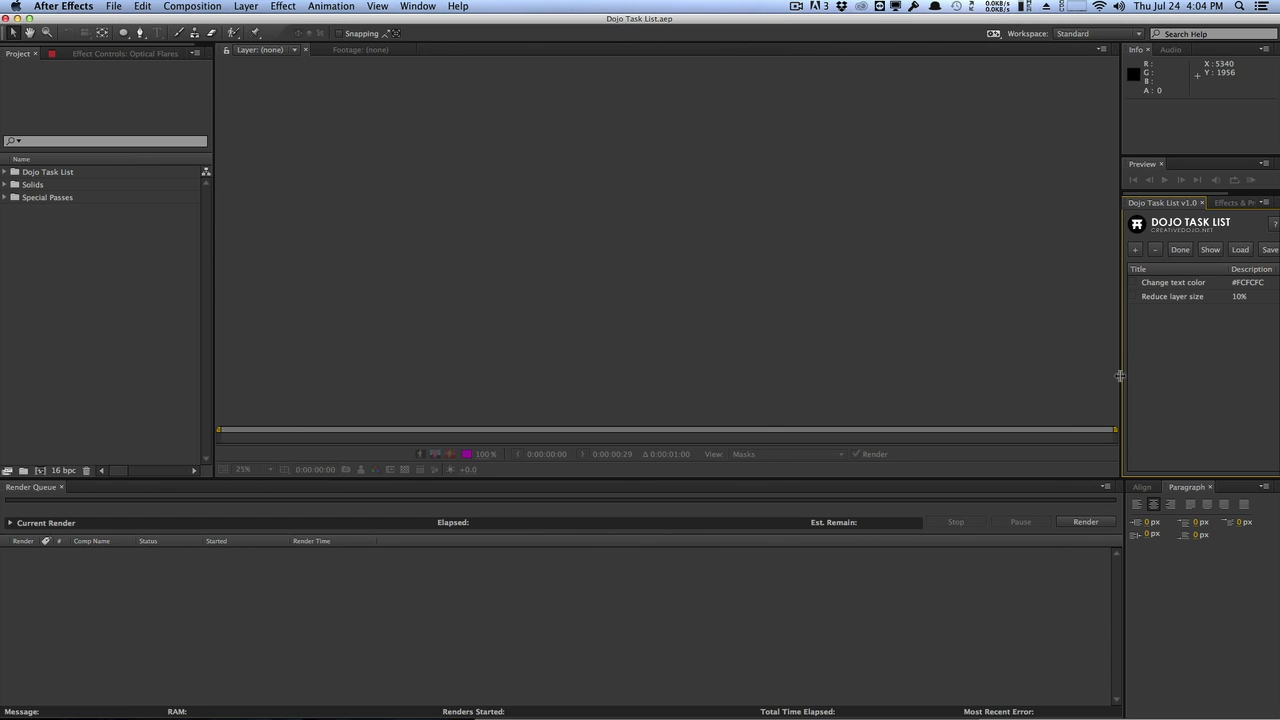 After Effects File Edit Composition Layer Effect Animation View Window Help 3 0.0KB/s 0.0KB/s Thu Jul 24 4:04 PM
Dojo Task List.aep
Snapping Workspace: Standard Search Help
Project × Effect Controls: Optical Flares Layer: (none) × Footage: (none) Info × Audio
R : X : 5340
G : Y : 1956
B :
A : 0
Name Preview ×
Dojo Task List
Solids
Special Passes
Dojo Task List v1.0 × Effects & Pr
DOJO TASK LIST ?
CREATIVEDOJO.NET
+ - Done Show Load Save
Title Description
Change text color #FCFCFC
Reduce layer size 10%
100 % 0:00:00:00 0:00:00:29 Δ 0:00:01:00 View: Masks Render
16 bpc 25% 0:00:00:00 +0.0
Render Queue × Align Paragraph ×
0 px 0 px 0 px
0 px 0 px
Current Render Elapsed: Est. Remain: Stop Pause Render
Render # Comp Name Status Started Render Time
Message: RAM: Renders Started: Total Time Elapsed: Most Recent Error: